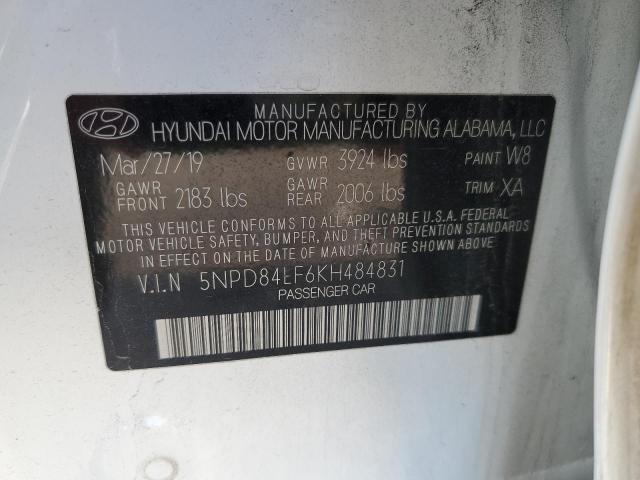 MANUFACTURED BY
HYUNDAI MOTOR MANUFACTURING ALABAMA, LLC
Mar/27/19 GVWR 3924 lbs PAINT W8
GAWR FRONT 2183 lbs GAWR REAR 2006 lbs TRIM XA
THIS VEHICLE CONFORMS TO ALL APPLICABLE U.S.A. FEDERAL
MOTOR VEHICLE SAFETY, BUMPER, AND THEFT PREVENTION STANDARDS
IN EFFECT ON THE DATE OF MANUFACTURE SHOWN ABOVE.
V.I.N 5NPD84LF6KH484831
PASSENGER CAR